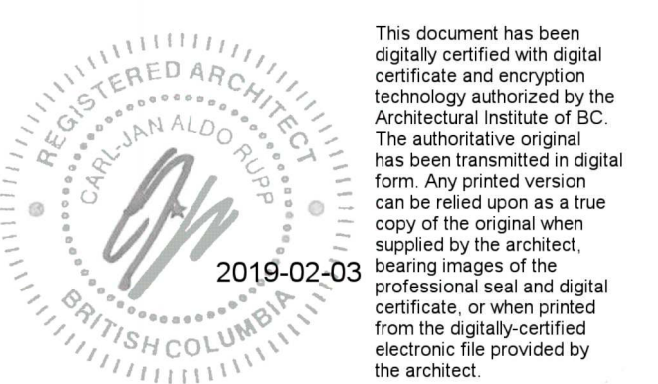 REGISTERED ARCHITECT
CARL-JAN ALDO RUPP
2019-02-03
BRITISH COLUMBIA
This document has been
digitally certified with digital
certificate and encryption
technology authorized by the
Architectural Institute of BC.
The authoritative original
has been transmitted in digital
form. Any printed version
can be relied upon as a true
copy of the original when
supplied by the architect,
bearing images of the
professional seal and digital
certificate, or when printed
from the digitally-certified
electronic file provided by
the architect.